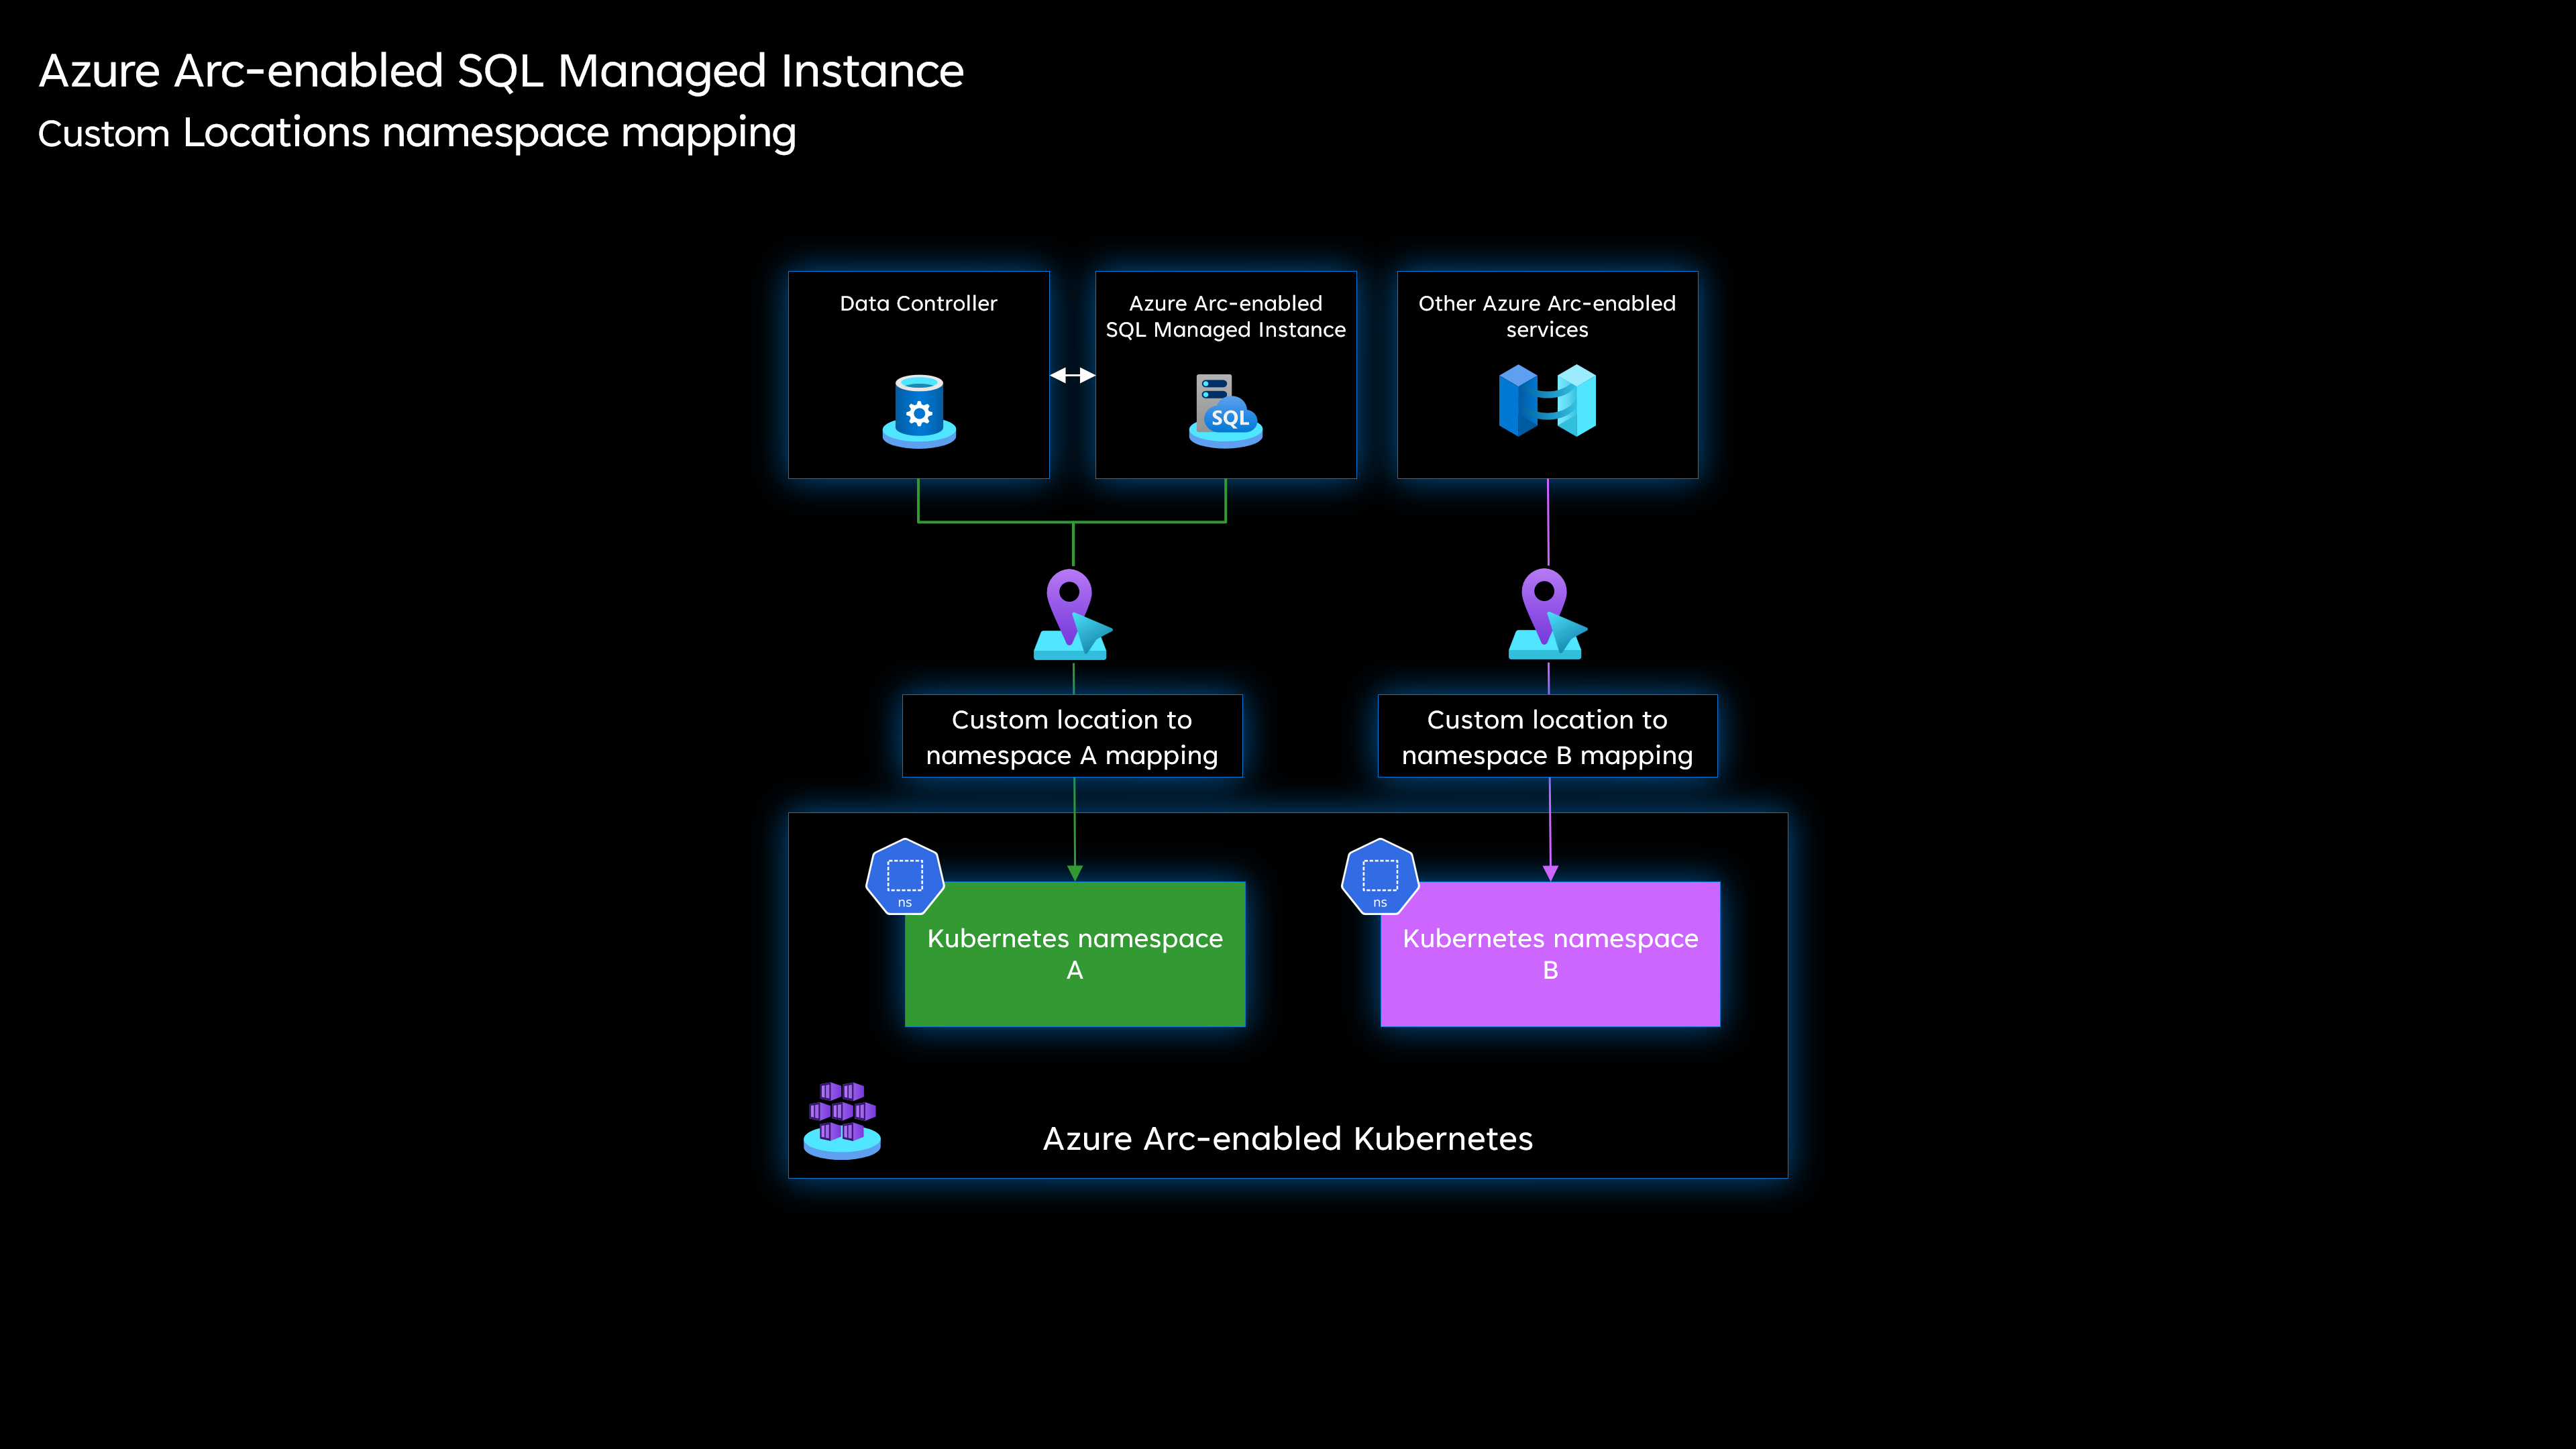 Azure Arc-enabled SQL Managed Instance
Custom Locations namespace mapping
Data Controller
Azure Arc-enabled
SQL Managed Instance
SQL
Other Azure Arc-enabled
services
Custom location to
namespace A mapping
Custom location to
namespace B mapping
ns
Kubernetes namespace
A
ns
Kubernetes namespace
B
Azure Arc-enabled Kubernetes